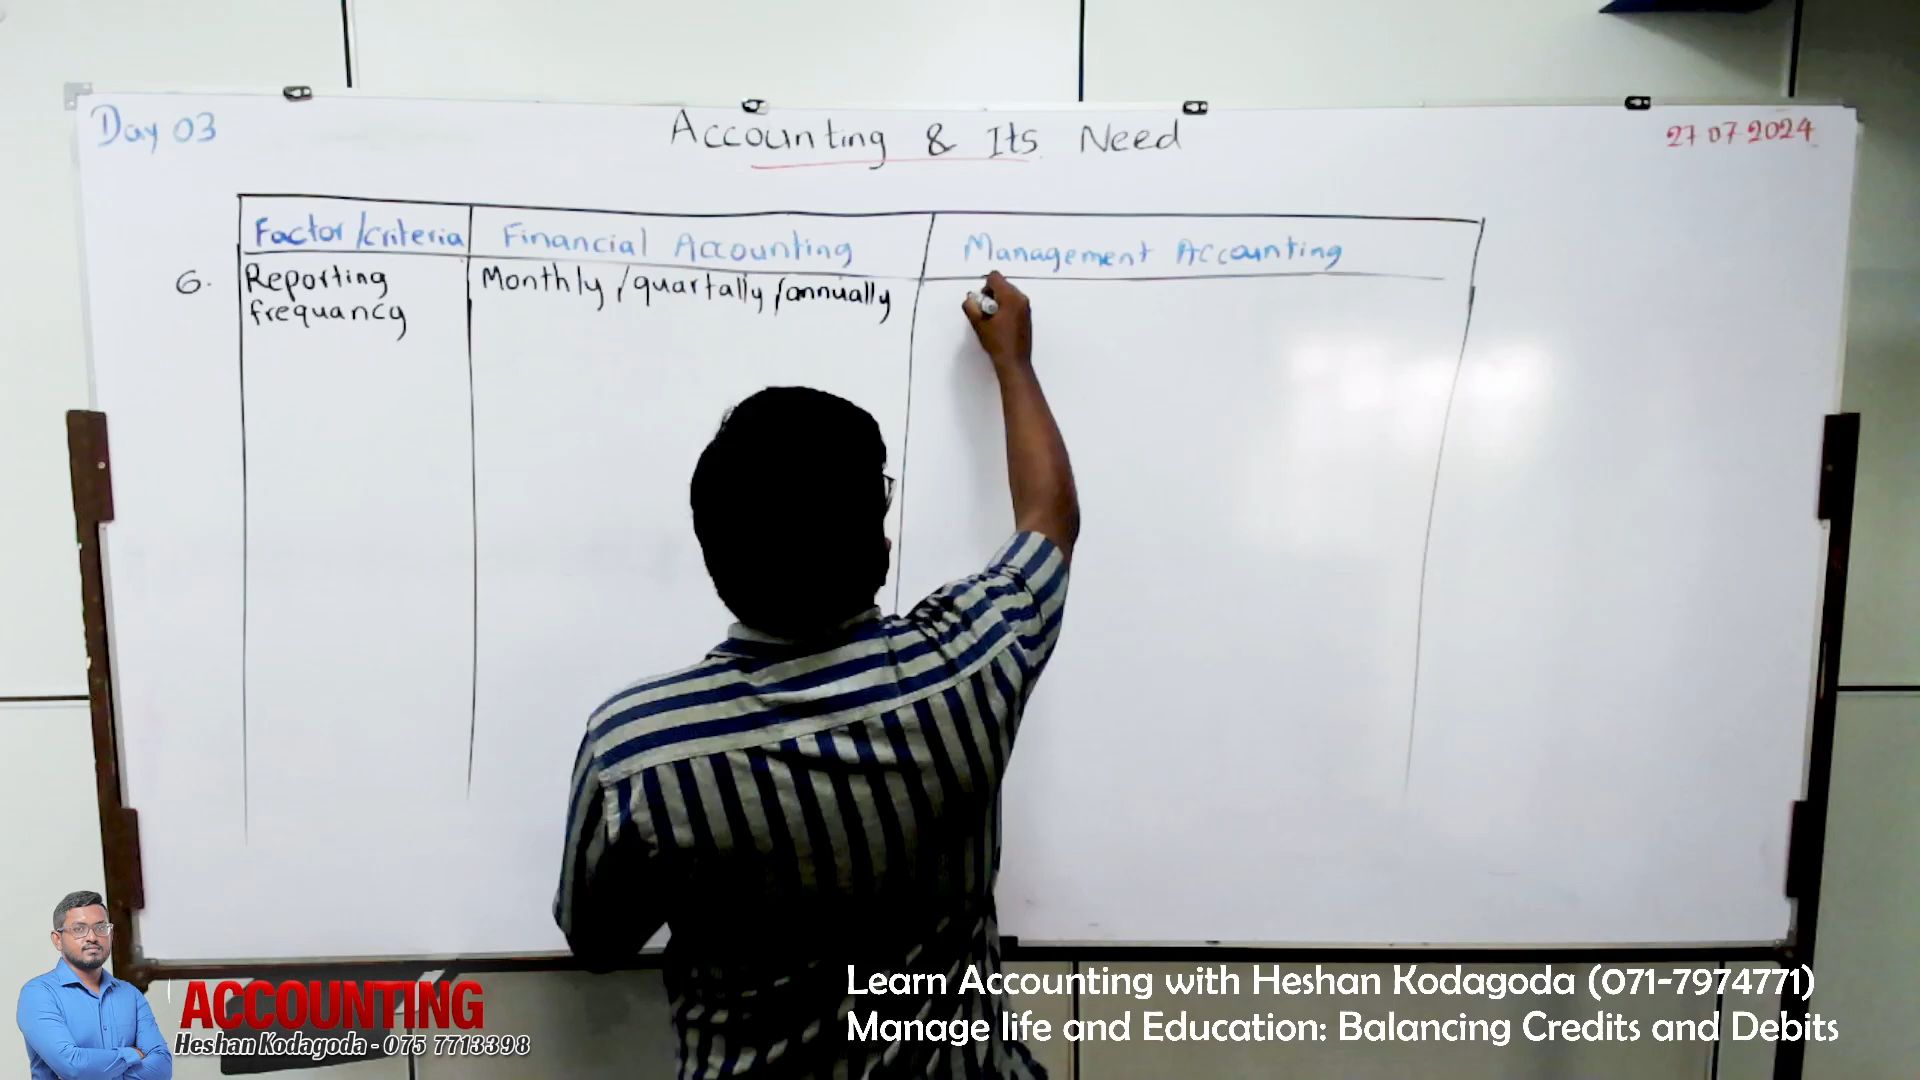 Day 03
Accounting & Its Need
27 07 2024
Factor/criteria Financial Accounting Management Accounting
6. Reporting Monthly/quartally/annually
frequancy
ACCOUNTING
Heshan Kodagoda - 075 7713398
Learn Accounting with Heshan Kodagoda (071-7974771)
Manage life and Education: Balancing Credits and Debits